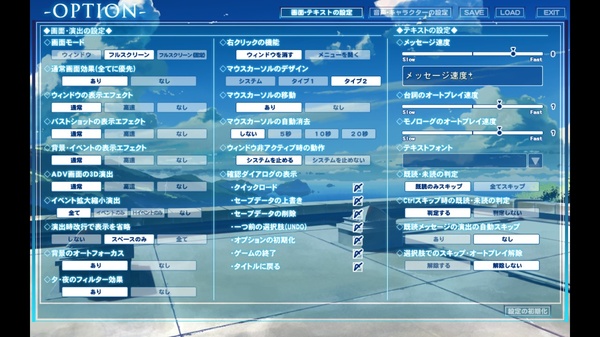 -OPTION-
画面・テキストの設定
音声・キャラクターの設定
SAVE
LOAD
EXIT
◆画面・演出の設定◆
◇画面モード
ウィンドウ フルスクリーン フルスクリーン
◇通常画面効果(全てに優先)
あり なし
◇ウィンドウの表示エフェクト
通常 高速 なし
◇バストショットの表示エフェクト
通常 高速 なし
◇背景・イベントの表示エフェクト
通常 高速 なし
◇ADV画面の3D演出
通常 高速 なし
◇イベント拡大縮小演出
全て イベントのみ なし
◇演出時改行で表示を省略
しない スペースのみ 全て
◇背景のオートフォーカス
あり なし
◇夕・夜のフィルター効果
あり なし
◇右クリックの機能
ウィンドウを消す メニューを開く
◇マウスカーソルのデザイン
システム タイプ1 タイプ2
◇マウスカーソルの移動
あり なし
◇マウスカーソルの自動消去
しない 5秒 10秒 20秒
◇ウィンドウ非アクティブ時の動作
システムを止める システムを止めない
◇確認ダイアログの表示
・クイックロード
・セーブデータの上書き
・セーブデータの削除
・一つ前の選択肢(UNDO)
・オプションの初期化
・ゲームの終了
・タイトルに戻る
◆テキストの設定◆
◇メッセージ速度
Slow Fast
メッセージ速度
◇台詞のオートプレイ速度
Slow Fast
◇モノローグのオートプレイ速度
Slow Fast
◇テキストフォント
◇既読・未読の判定
既読のみスキップ 全てスキップ
◇Ctrlスキップ時の既読・未読の判定
判定する 判定しない
◇既読メッセージの演出の自動スキップ
あり なし
◇選択肢でのスキップ・オートプレイ解除
解除する 解除しない
設定の初期化